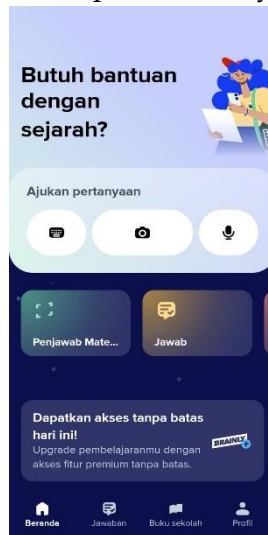 Butuh bantuan
dengan
sejarah?
Ajukan pertanyaan
Penjawab Mate...
Jawab
Dapatkan akses tanpa batas
hari ini!
Upgrade pembelajaranmu dengan
akses fitur premium tanpa batas.
BRAINLY
Beranda
Jawaban
Buku sekolah
Profil